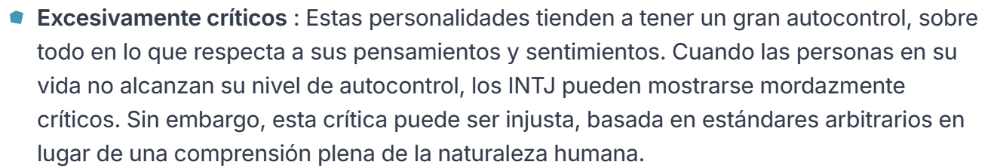 Excesivamente críticos : Estas personalidades tienden a tener un gran autocontrol, sobre
todo en lo que respecta a sus pensamientos y sentimientos. Cuando las personas en su
vida no alcanzan su nivel de autocontrol, los INTJ pueden mostrarse mordazmente
críticos. Sin embargo, esta crítica puede ser injusta, basada en estándares arbitrarios en
lugar de una comprensión plena de la naturaleza humana.